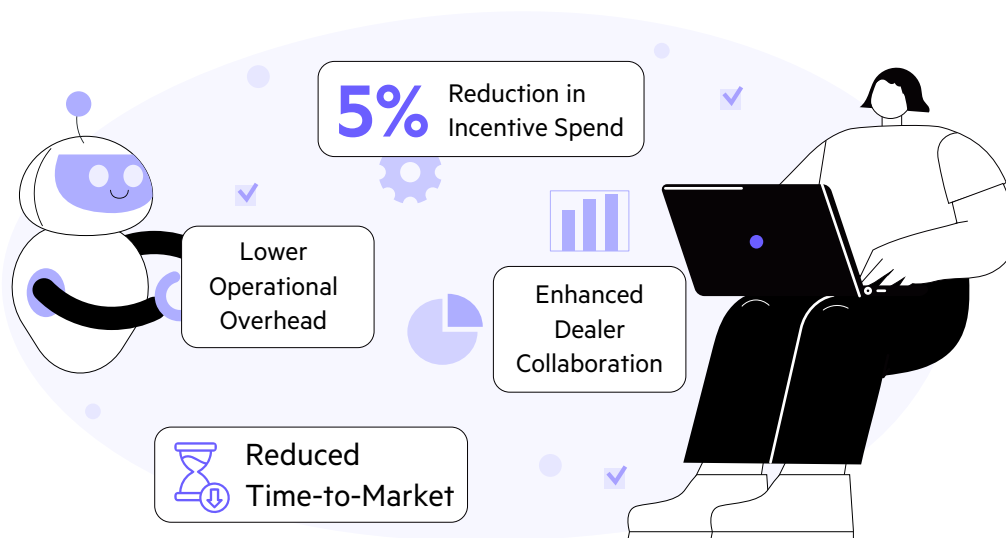 5%
Reduction in
Incentive Spend
Lower
Operational
Overhead
Enhanced
Dealer
Collaboration
Reduced
Time-to-Market